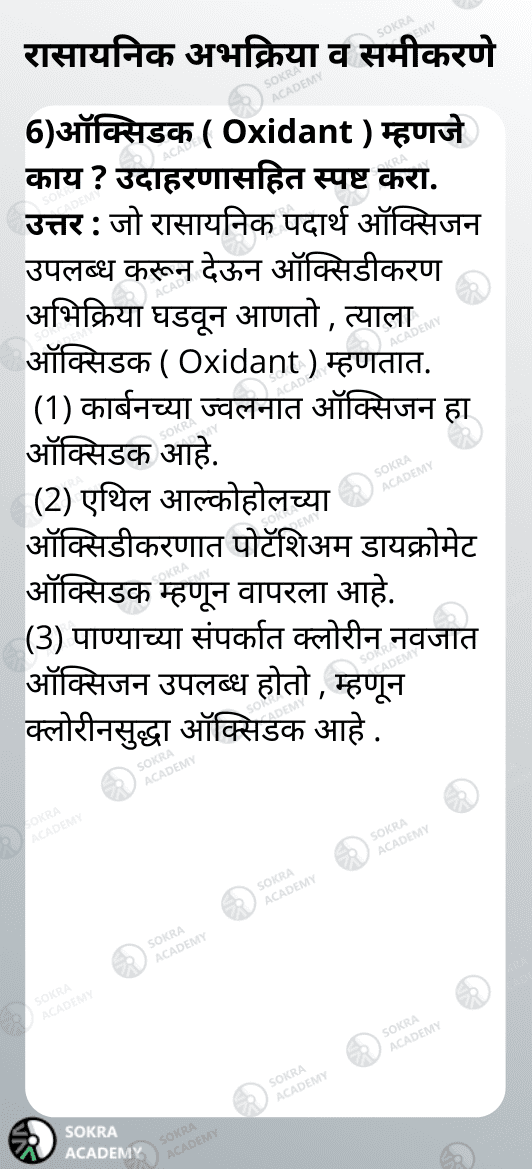 रासायनिक अभक्रिया व समीकरणे
6)ऑक्सिडक ( Oxidant ) म्हणजे
काय ? उदाहरणासहित स्पष्ट करा.
उत्तर : जो रासायनिक पदार्थ ऑक्सिजन
उपलब्ध करून देऊन ऑक्सिडीकरण
अभिक्रिया घडवून आणतो , त्याला
ऑक्सिडक ( Oxidant ) म्हणतात.
(1) कार्बनच्या ज्वलनात ऑक्सिजन हा
ऑक्सिडक आहे.
(2) एथिल आल्कोहोलच्या
ऑक्सिडीकरणात पोटॅशिअम डायक्रोमेट
ऑक्सिडक म्हणून वापरला आहे.
(3) पाण्याच्या संपर्कात क्लोरीन नवजात
ऑक्सिजन उपलब्ध होतो , म्हणून
क्लोरीनसुद्धा ऑक्सिडक आहे .
SOKRA
ACADEMY